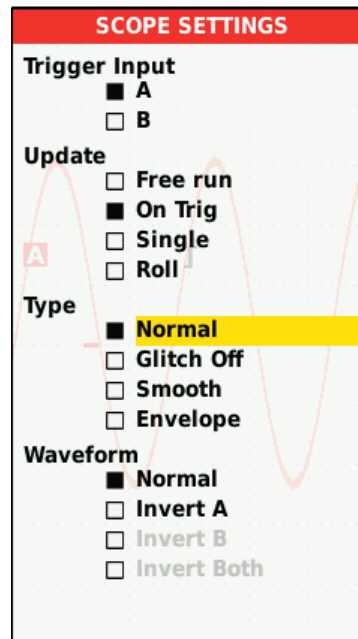 SCOPE SETTINGS
Trigger Input
A
B
Update
Free run
On Trig
Single
A
Roll
Type
Normal
Glitch Off
Smooth
Envelope
Waveform
Normal
Invert A
Invert B
Invert Both